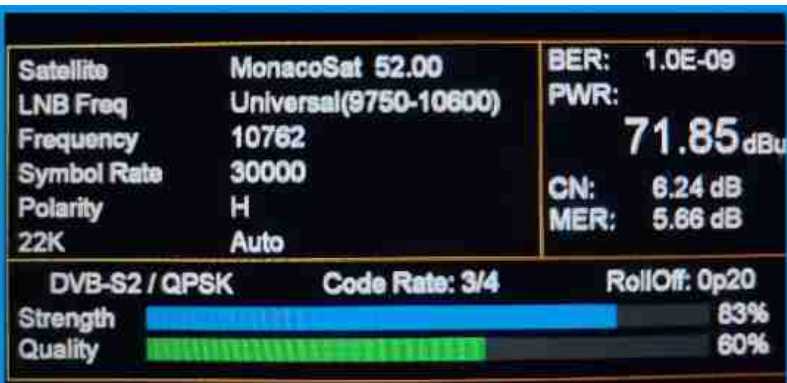 Satellite MonacoSat 52.00
LNB Freq Universal(9750-10600)
Frequency 10762
Symbol Rate 30000
Polarity H
22K Auto
BER: 1.0E-09
PWR:
71.85 dBu
CN: 6.24 dB
MER: 5.66 dB
DVB-S2 / QPSK Code Rate: 3/4 RollOff: 0p20
Strength 83%
Quality 60%